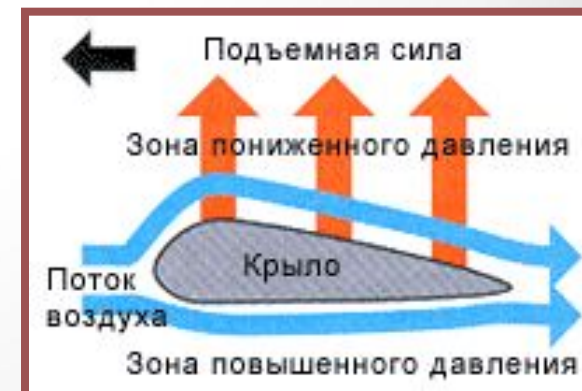 Подъемная сила
Зона пониженного давления
Крыло
Поток
воздуха
Зона повышенного давления